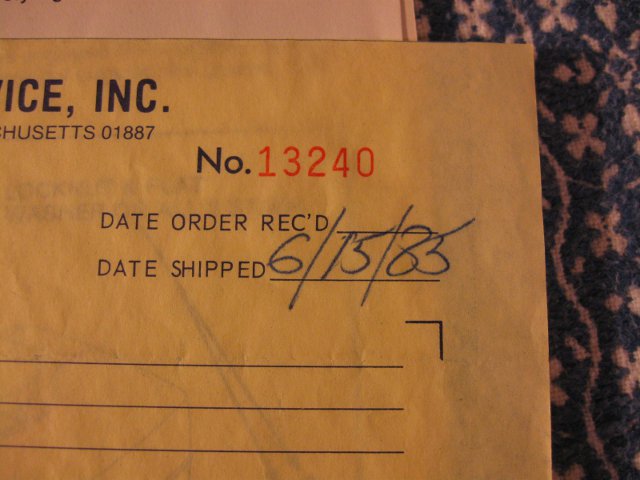 VICE, INC.
CHUSETTS 01887
No. 13240
DATE ORDER REC'D
DATE SHIPPED 6/15/85